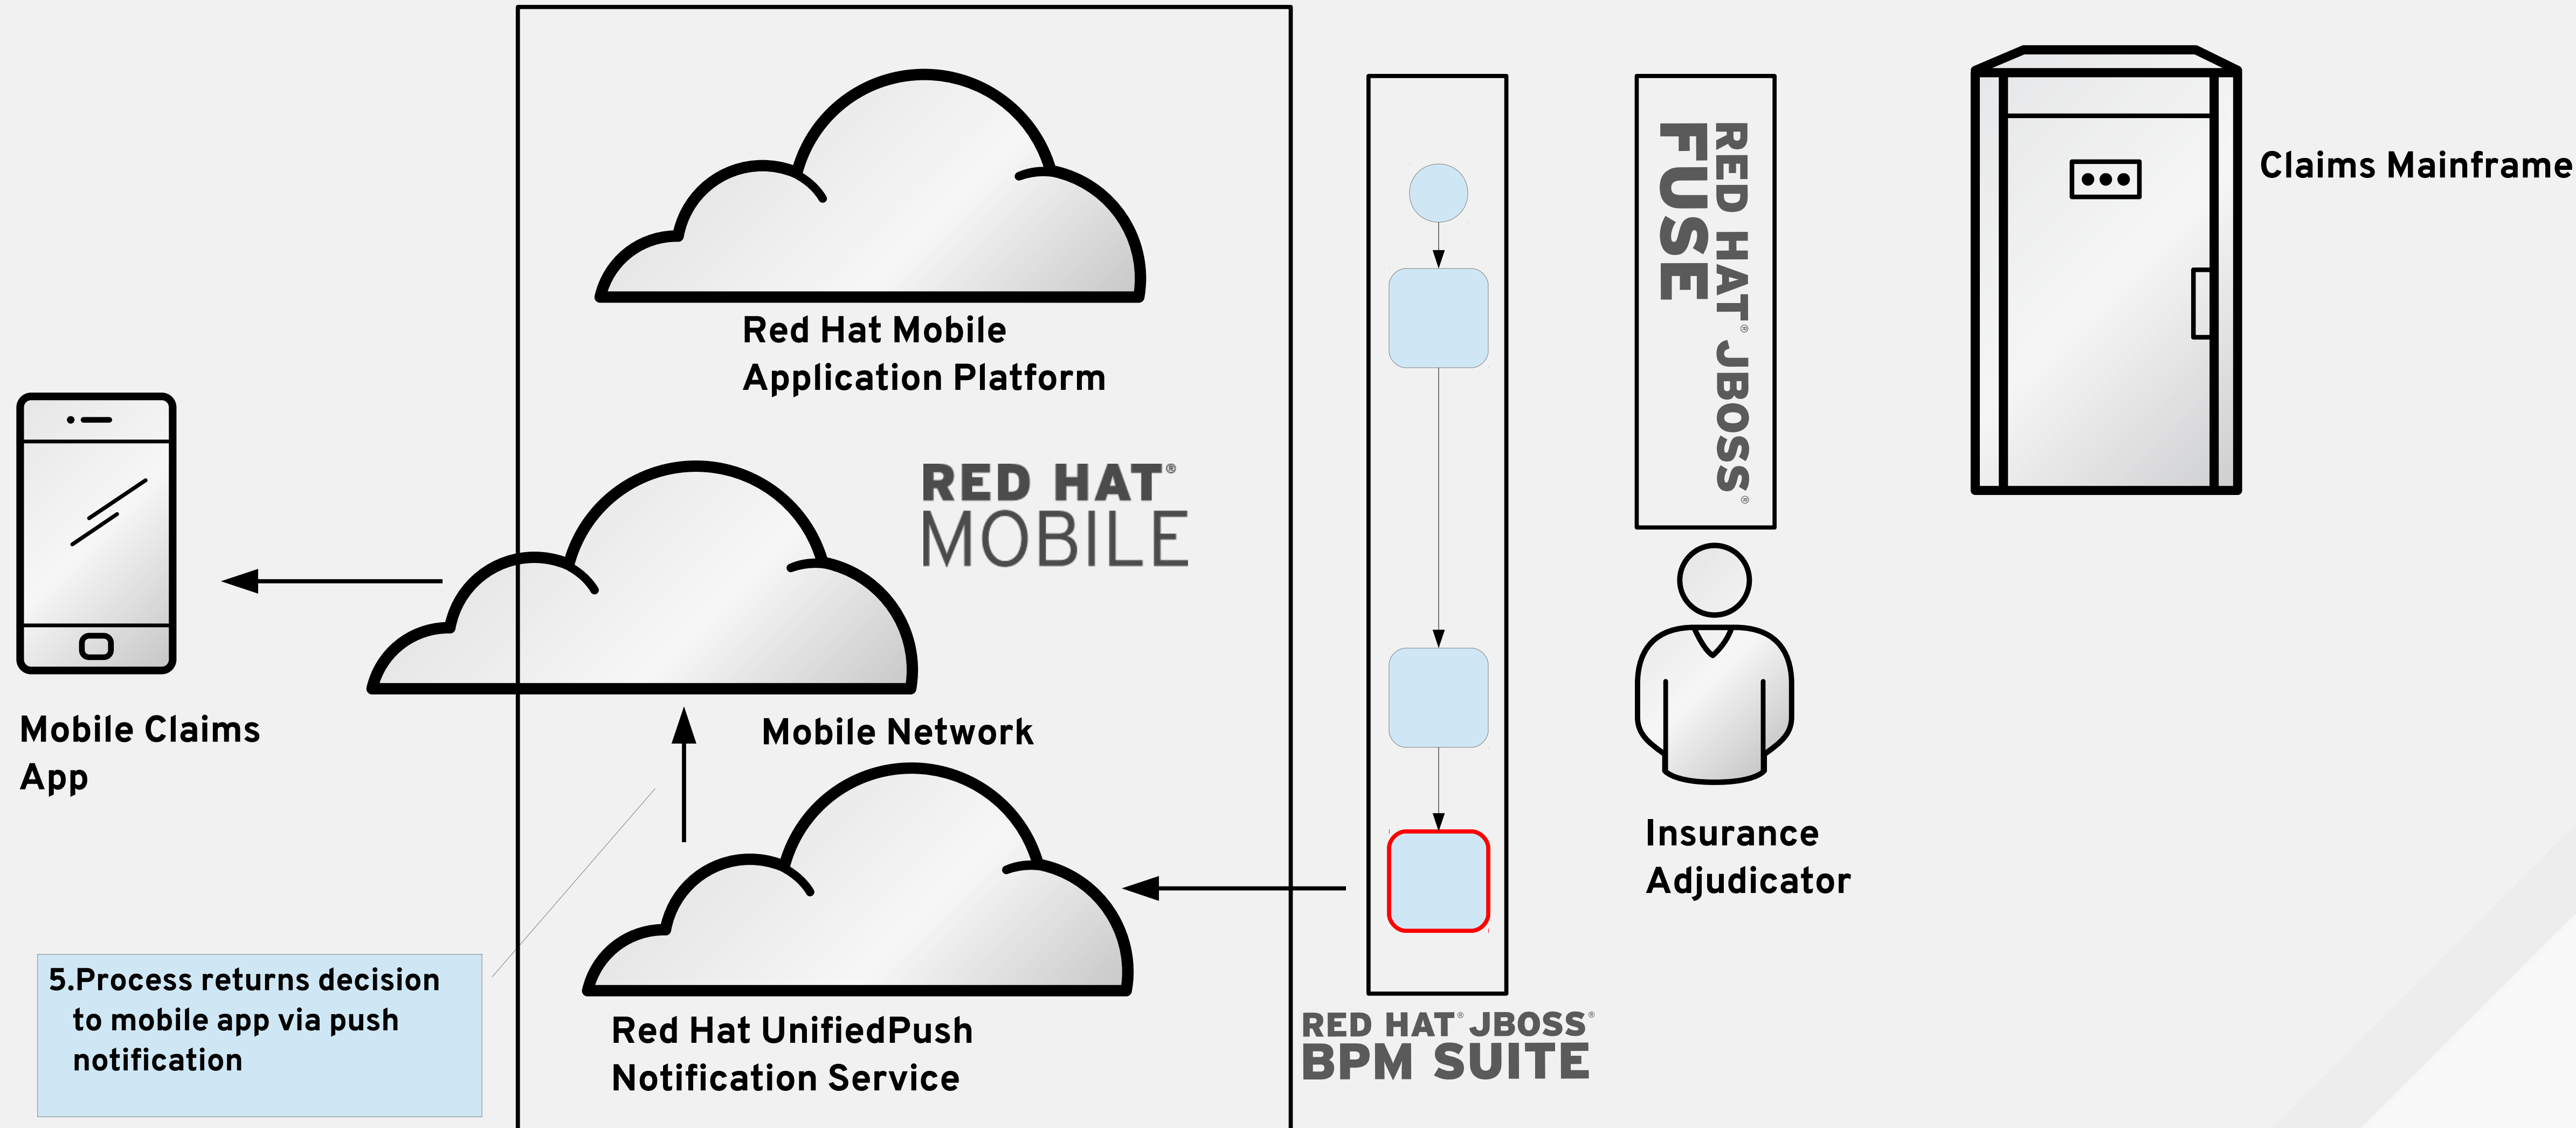 Red Hat Mobile
Application Platform
RED HAT®
MOBILE
Mobile Claims
App
Mobile Network
5.Process returns decision
to mobile app via push
notification
Red Hat UnifiedPush
Notification Service
RED HAT® JBOSS®
BPM SUITE
RED HAT® JBOSS®
FUSE
Insurance
Adjudicator
Claims Mainframe